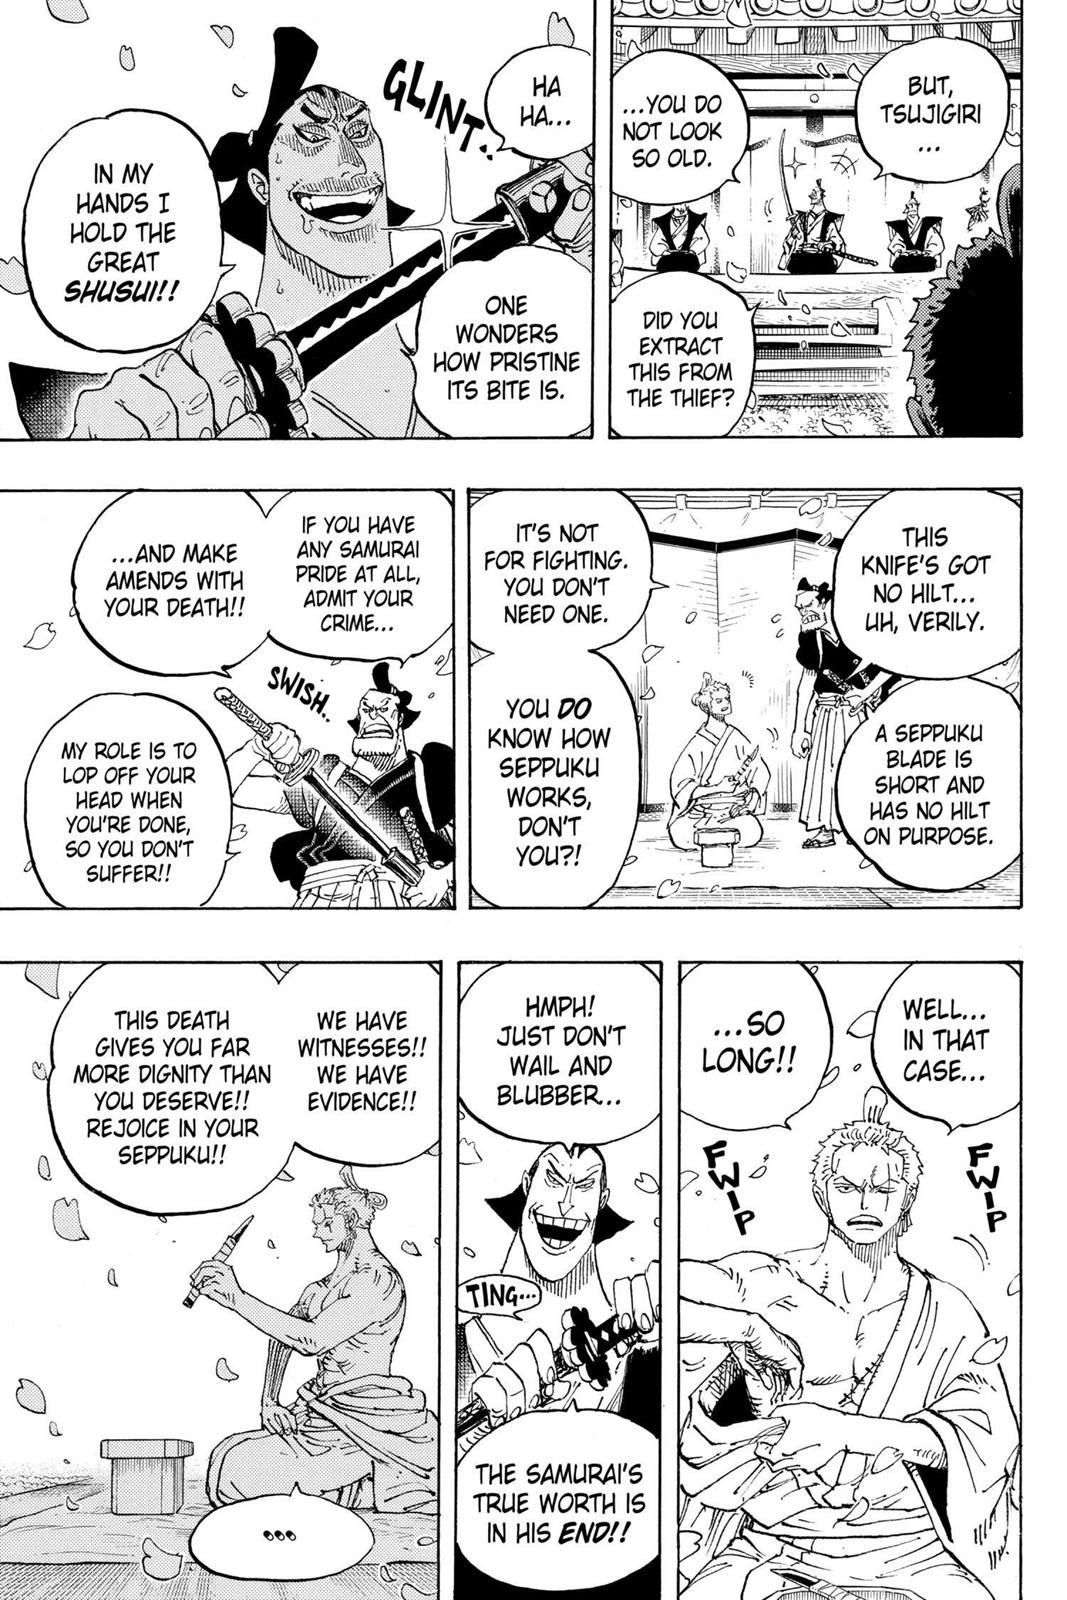 BUT,
TSUJIGIRI
...
...YOU DO
NOT LOOK
SO OLD.
DID YOU
EXTRACT
THIS FROM
THE THIEF?
HA
HA...
GLINT..
ONE
WONDERS
HOW PRISTINE
ITS BITE IS.
IN MY
HANDS I
HOLD THE
GREAT
SHUSUI!!
THIS
KNIFE'S GOT
NO HILT...
UH, VERILY.
A SEPPUKU
BLADE IS
SHORT AND
HAS NO HILT
ON PURPOSE.
IT'S NOT
FOR FIGHTING.
YOU DON'T
NEED ONE.
YOU DO
KNOW HOW
SEPPUKU
WORKS,
DON'T
YOU?!
IF YOU HAVE
ANY SAMURAI
PRIDE AT ALL,
ADMIT YOUR
CRIME...
...AND MAKE
AMENDS WITH
YOUR DEATH!!
SWISH..
MY ROLE IS TO
LOP OFF YOUR
HEAD WHEN
YOU'RE DONE,
SO YOU DON'T
SUFFER!!
WELL...
IN THAT
CASE...
...SO
LONG!!
FWIP
FWIP
HMPH!
JUST DON'T
WAIL AND
BLUBBER...
TING...
THE SAMURAI'S
TRUE WORTH IS
IN HIS END!!
WE HAVE
WITNESSES!!
WE HAVE
EVIDENCE!!
THIS DEATH
GIVES YOU FAR
MORE DIGNITY THAN
YOU DESERVE!!
REJOICE IN YOUR
SEPPUKU!!
...